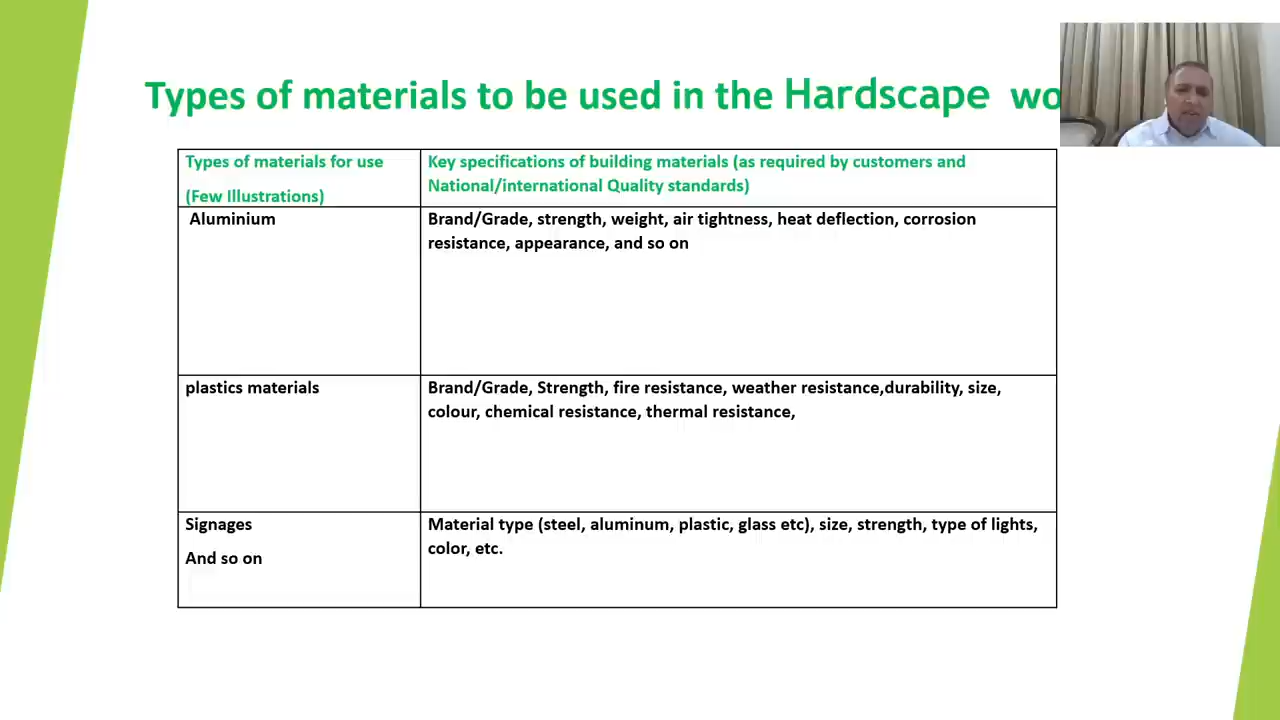 Types of materials to be used in the Hardscape
Types of materials for use
(Few Illustrations)
Key specifications of building materials (as required by customers and
National/international Quality standards)
Aluminium
Brand/Grade, strength, weight, air tightness, heat deflection, corrosion
resistance, appearance, and so on
plastics materials
Brand/Grade, Strength, fire resistance, weather resistance,durability, size,
colour, chemical resistance, thermal resistance,
Signages
And so on
Material type (steel, aluminum, plastic, glass etc), size, strength, type of lights,
color, etc.